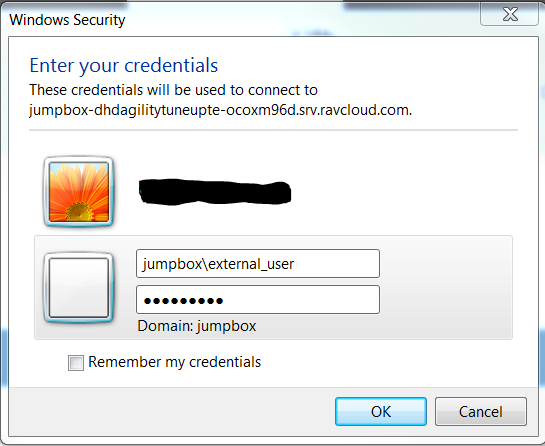 Windows Security
Enter your credentials
These credentials will be used to connect to
jumpbox-dhdagilitytuneupte-ocoxm96d.srv.ravcloud.com.
jumpbox\external_user
●●●●●●●●●
Domain: jumpbox
Remember my credentials
OK
Cancel